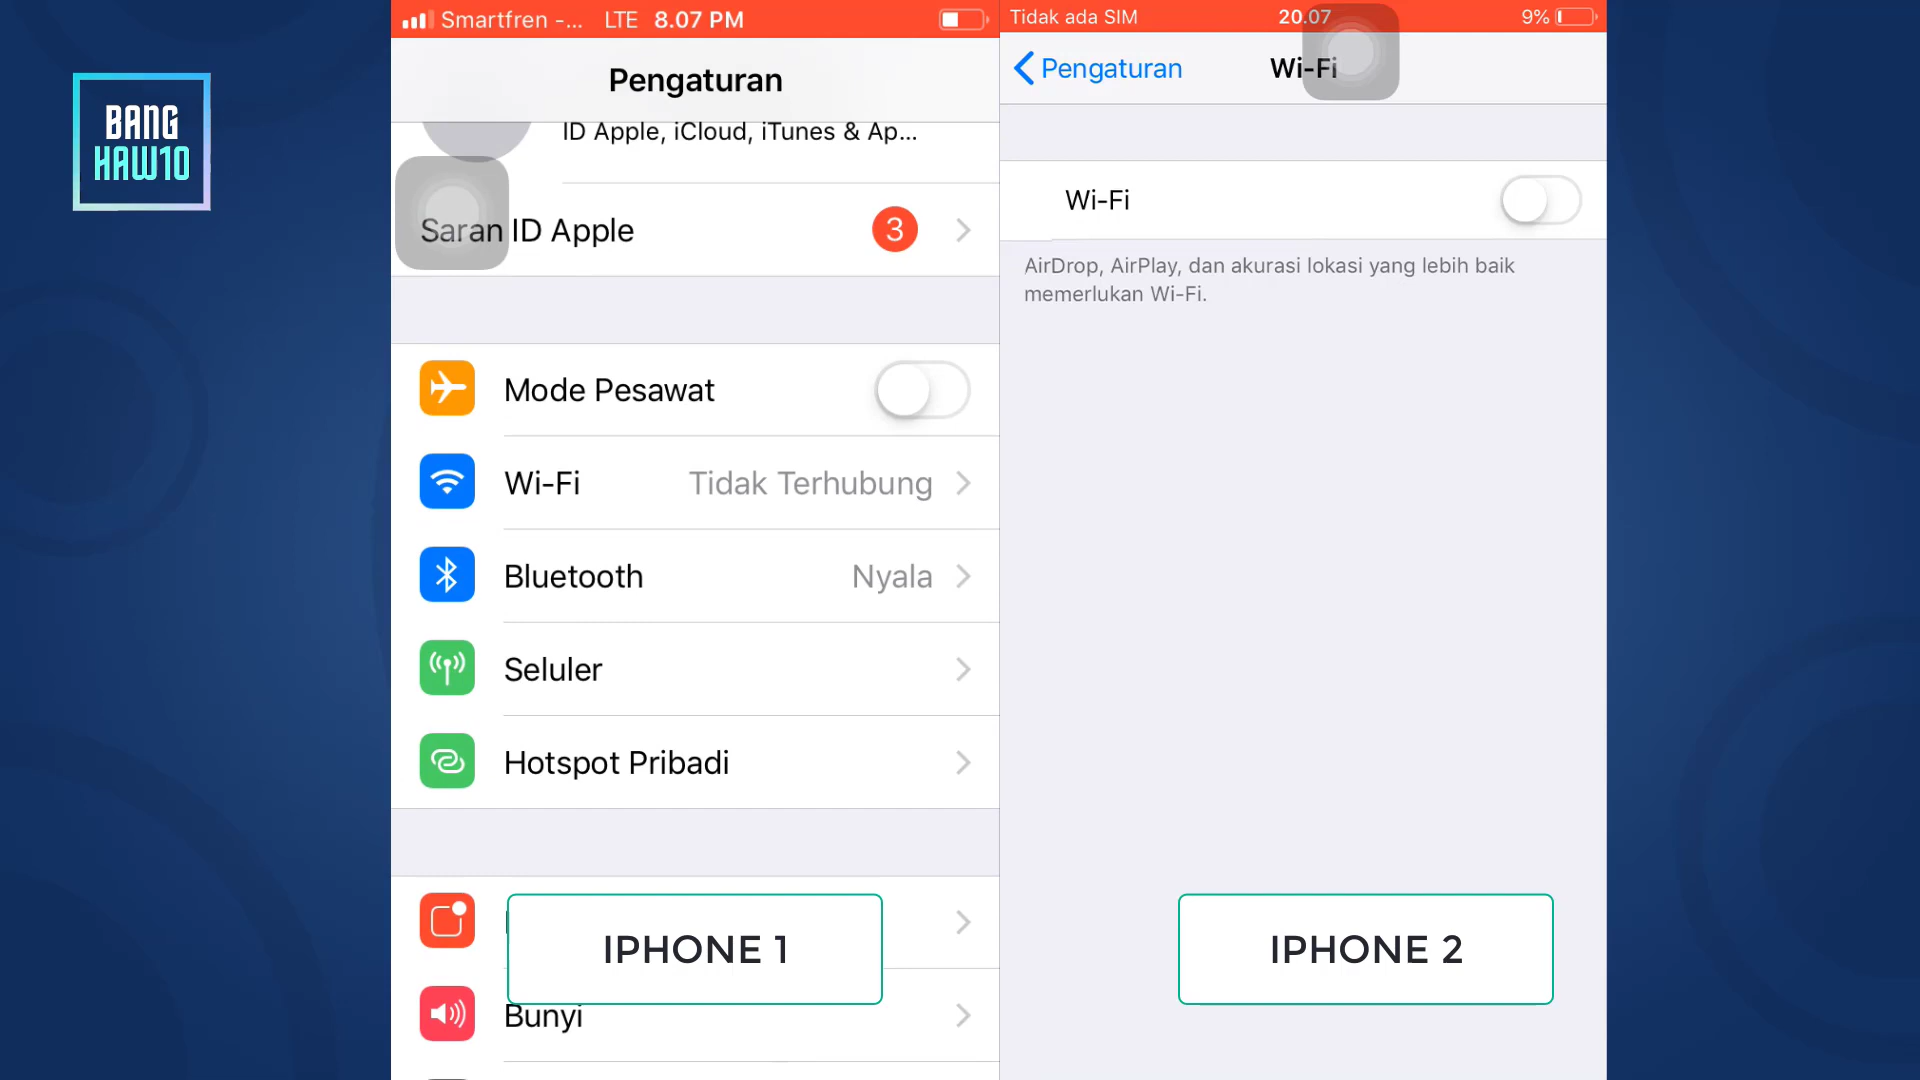 BANG
HAW10
Smartfren -... LTE 8.07 PM
Pengaturan
ID Apple, iCloud, iTunes & Ap...
Saran ID Apple 3
Mode Pesawat
Wi-Fi Tidak Terhubung
Bluetooth Nyala
Seluler
Hotspot Pribadi
IPHONE 1
Bunyi
Tidak ada SIM 20.07 9%
Pengaturan Wi-Fi
Wi-Fi
AirDrop, AirPlay, dan akurasi lokasi yang lebih baik
memerlukan Wi-Fi.
IPHONE 2